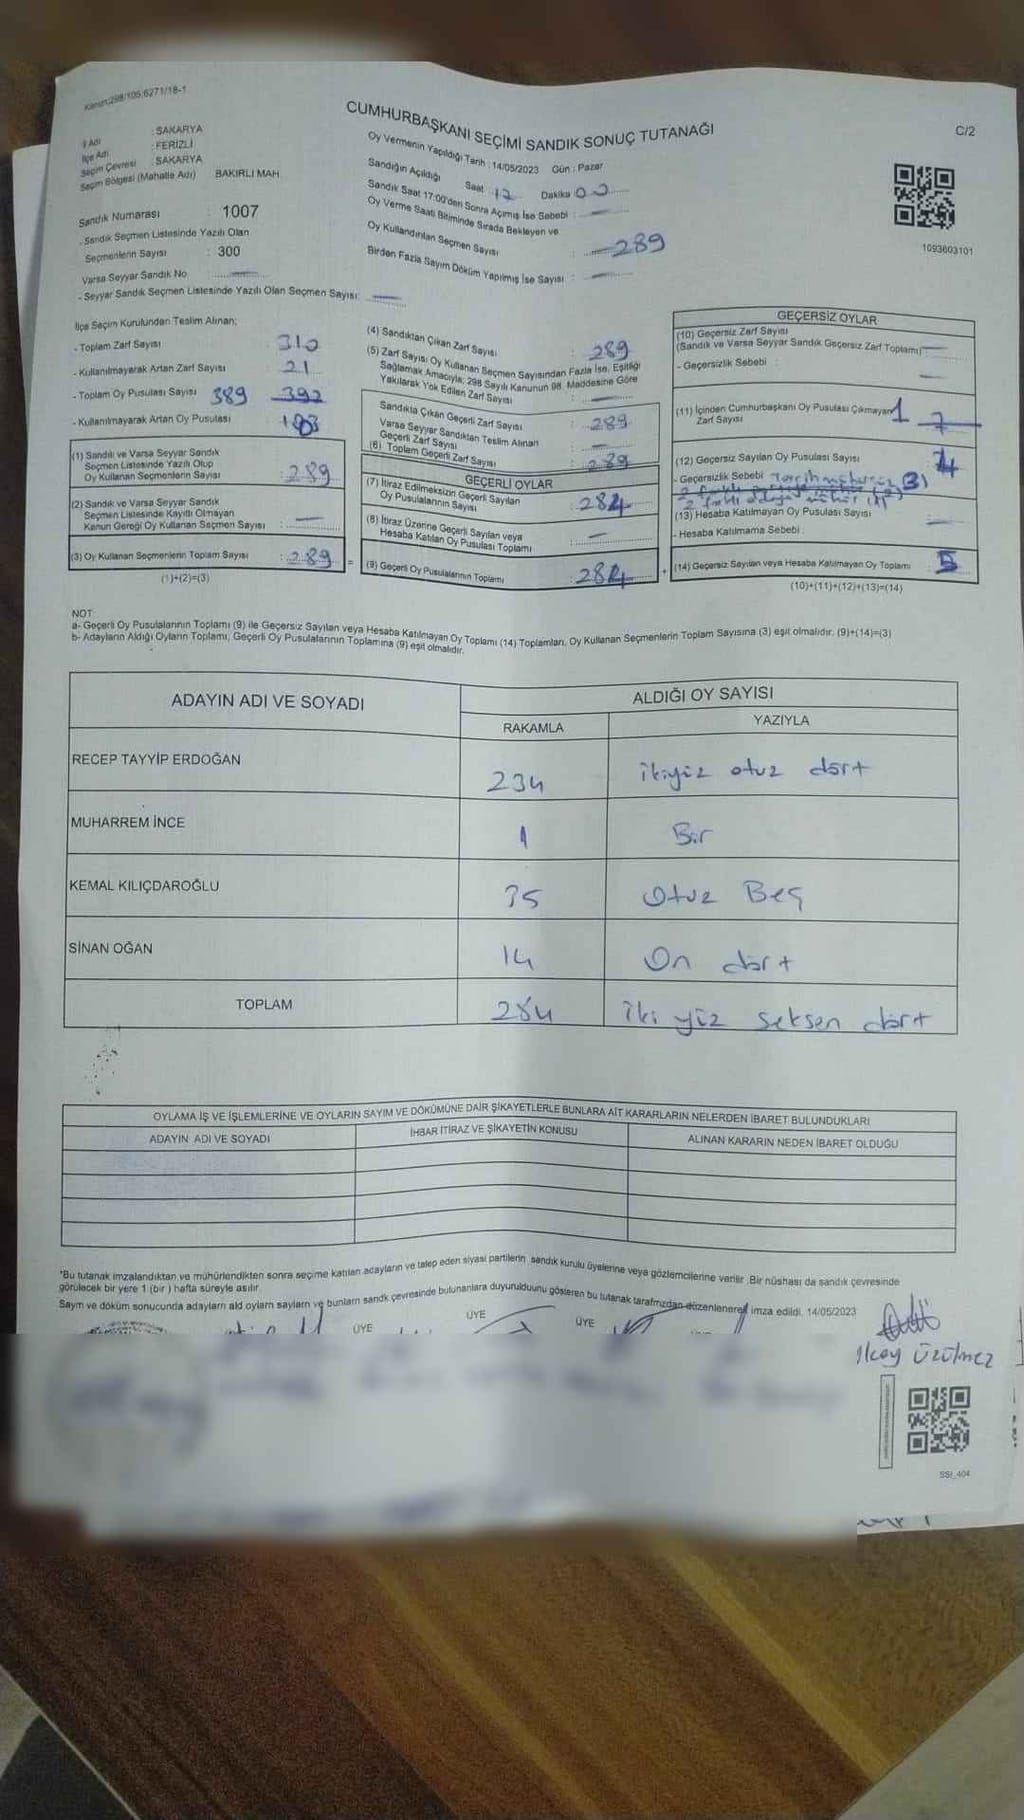 Kanun:298/105;6271/18-1
CUMHURBAŞKANI SEÇİMİ SANDIK SONUÇ TUTANAĞI
C/2
İl Adı : SAKARYA
İlçe Adı : FERİZLİ
Seçim Çevresi : SAKARYA
Seçim Bölgesi (Mahalle Adı) BAKIRLI MAH.
Sandık Numarası : 1007
- Sandık Seçmen Listesinde Yazılı Olan
Seçmenlerin Sayısı : 300
Varsa Seyyar Sandık No
- Seyyar Sandık Seçmen Listesinde Yazılı Olan Seçmen Sayısı:
Oy Vermenin Yapıldığı Tarih : 14/05/2023 Gün : Pazar
Sandığın Açıldığı Saat 17 Dakika 00
Sandık Saat 17:00'den Sonra Açımış İse Sebebi :
Oy Verme Saati Bitiminde Sırada Bekleyen ve
Oy Kullandırılan Seçmen Sayısı : 289
Birden Fazla Sayım Döküm Yapılmış İse Sayısı :
1093603101
İlçe Seçim Kurulundan Teslim Alınan;
- Toplam Zarf Sayısı : 310
- Kullanılmayarak Artan Zarf Sayısı : 21
- Toplam Oy Pusulası Sayısı 389 392
- Kullanılmayarak Artan Oy Pusulası
(1) Sandık ve Varsa Seyyar Sandık
Seçmen Listesinde Yazılı Olup
Oy Kullanan Seçmenlerin Sayısı : 289
(2) Sandık ve Varsa Seyyar Sandık
Seçmen Listesinde Kayıtlı Olmayan
Kanun Gereği Oy Kullanan Seçmen Sayısı :
(3) Oy Kullanan Seçmenlerin Toplam Sayısı : 289
(1)+(2)=(3)
=
(4) Sandıktan Çıkan Zarf Sayısı : 289
(5) Zarf Sayısı Oy Kullanan Seçmen Sayısından Fazla İse, Eşitliği
Sağlamak Amacıyla; 298 Sayılı Kanunun 98. Maddesine Göre
Yakılarak Yok Edilen Zarf Sayısı :
Sandıkta Çıkan Geçerli Zarf Sayısı : 289
Varsa Seyyar Sandıktan Teslim Alınan
Geçerli Zarf Sayısı :
(6) Toplam Geçerli Zarf Sayısı : 289
GEÇERLİ OYLAR
(7) İtiraz Edilmeksizin Geçerli Sayılan
Oy Pusulasının Sayısı : 284
(8) İtiraz Üzerine Geçerli Sayılan veya
Hesaba Katılan Oy Pusulası Toplamı :
(9) Geçerli Oy Pusulalarının Toplamı : 284
+
GEÇERSİZ OYLAR
(10) Geçersiz Zarf Sayısı
(Sandık ve Varsa Seyyar Sandık Geçersiz Zarf Toplamı)
- Geçersizlik Sebebi :
(11) İçinden Cumhurbaşkanı Oy Pusulası Çıkmayan
Zarf Sayısı 1
(12) Geçersiz Sayılan Oy Pusulası Sayısı 4
- Geçersizlik Sebebi
(13) Hesaba Katılmayan Oy Pusulası Sayısı
- Hesaba Katılmama Sebebi :
(14) Geçersiz Sayılan veya Hesaba Katılmayan Oy Toplamı 5
(10)+(11)+(12)+(13)=(14)
NOT:
a- Geçerli Oy Pusulalarının Toplamı (9) ile Geçersiz Sayılan veya Hesaba Katılmayan Oy Toplamı (14) Toplamları, Oy Kullanan Seçmenlerin Toplam Sayısına (3) eşit olmalıdır. (9)+(14)=(3)
b- Adayların Aldığı Oyların Toplamı, Geçerli Oy Pusulalarının Toplamına (9) eşit olmalıdır.
ADAYIN ADI VE SOYADI ALDIĞI OY SAYISI
RAKAMLA YAZIYLA
RECEP TAYYİP ERDOĞAN 234 ikiyüz otuz dört
MUHARREM İNCE 1 Bir
KEMAL KILIÇDAROĞLU 35 Otuz Beş
SİNAN OĞAN 14 On dört
TOPLAM 284 iki yüz seksen dört
OYLAMA İŞ VE İŞLEMLERİNE VE OYLARIN SAYIM VE DÖKÜMÜNE DAİR ŞİKAYETLERLE BUNLARA AİT KARARLARIN NELERDEN İBARET BULUNDUKLARI
ADAYIN ADI VE SOYADI İHBAR İTİRAZ VE ŞİKAYETİN KONUSU ALINAN KARARIN NEDEN İBARET OLDUĞU
*Bu tutanak imzalandıktan ve mühürlendikten sonra seçime katılan adayların ve talep eden siyasi partilerin sandık kurulu üyelerine veya gözlemcilerine verilir .Bir nüshası da sandık çevresinde
görülecek bir yere 1 (bir ) hafta süreyle asılır.
Sayım ve döküm sonucunda adayların ald oyların sayların ve bunların sandk çevresinde bulunanlara duyurulduunu gösteren bu tutanak tarafımızdan düzenlenerek imza edildi. 14/05/2023
ÜYE ÜYE ÜYE
İlkay Üzülmez
SSI_404